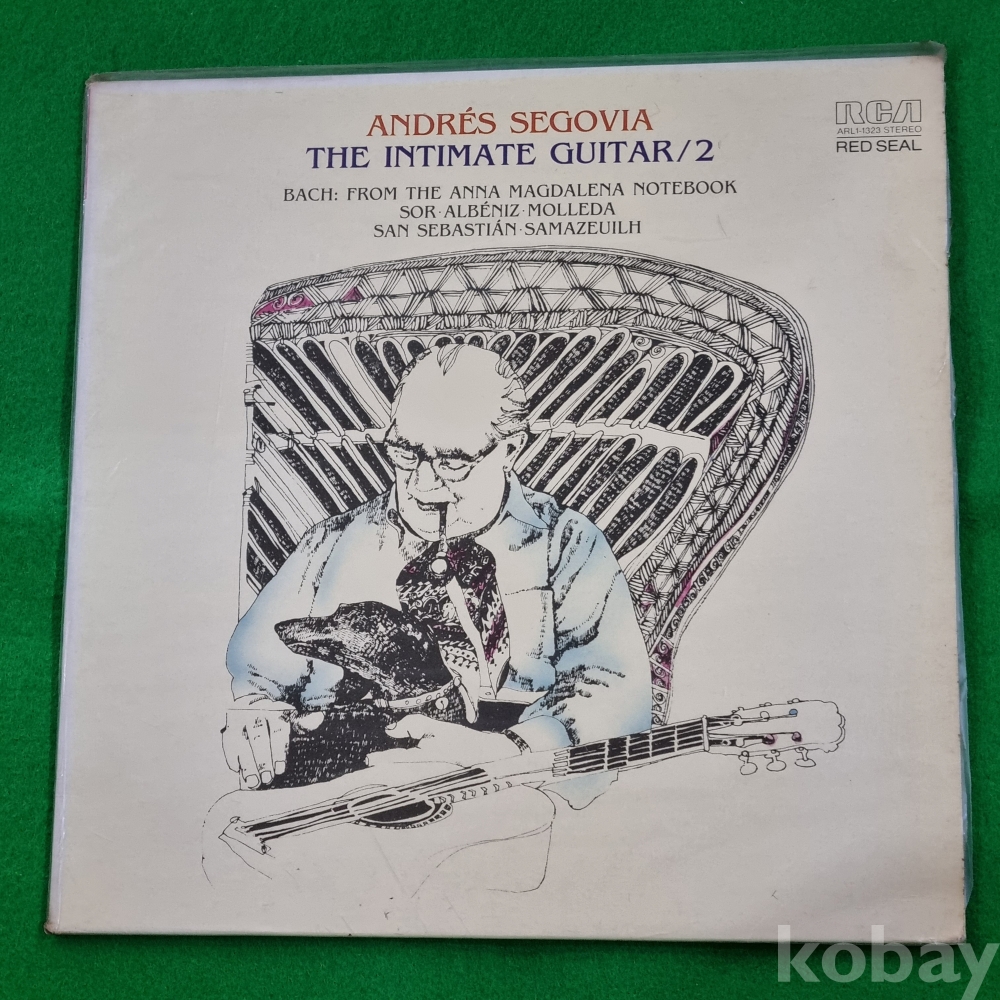 ANDRÉS SEGOVIA
THE INTIMATE GUITAR/2
RCA
ARL1-1323 STEREO
RED SEAL
BACH: FROM THE ANNA MAGDALENA NOTEBOOK
SOR·ALBÉNIZ·MOLLEDA
SAN SEBASTIÁN·SAMAZEUILH
kobay